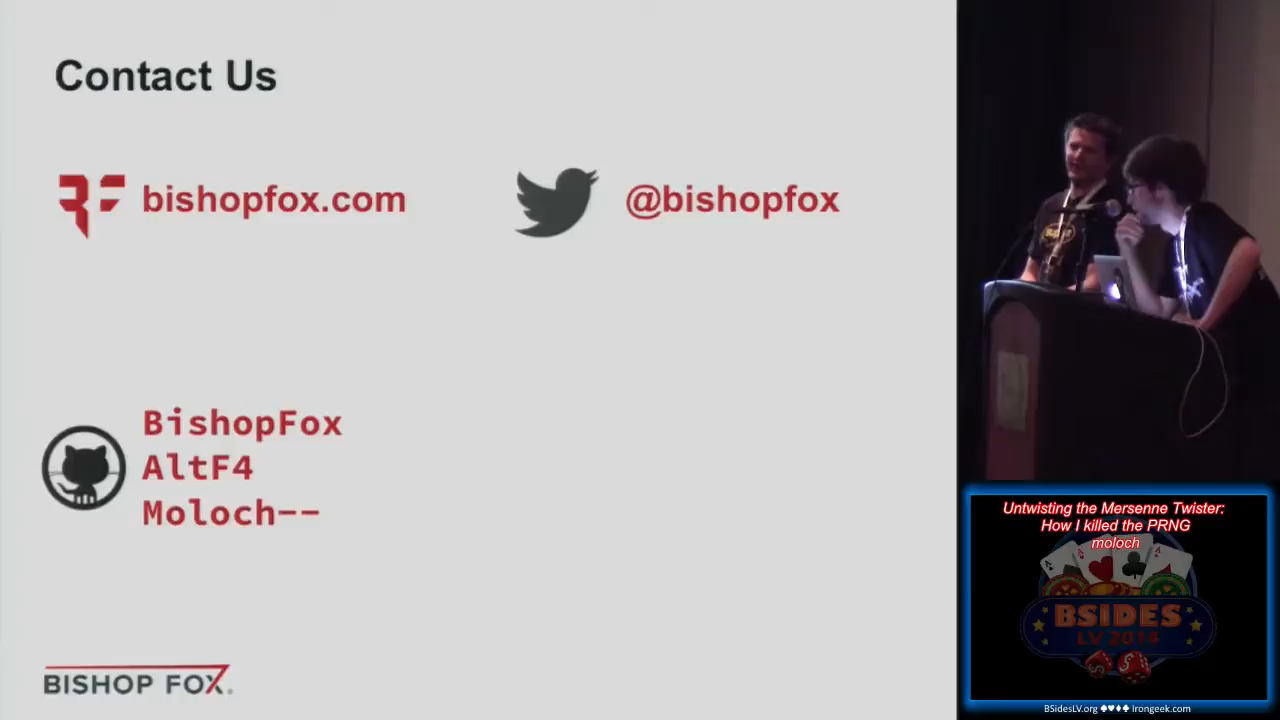 Contact Us
bishopfox.com
@bishopfox
BishopFox
AltF4
Moloch--
BISHOP FOX
Untwisting the Mersenne Twister:
How I killed the PRNG
moloch
BSIDES
LV 2014
BSidesLV.org ♠♥♦♣ Irongeek.com